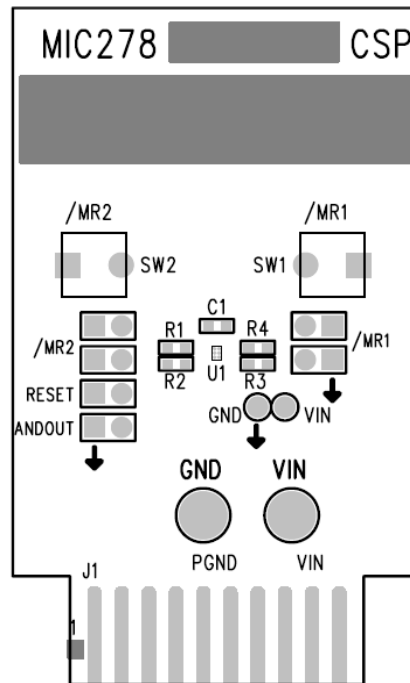 MIC278 CSP
/MR2 /MR1
SW2 SW1
C1
R1 R4
/MR2 /MR1
U1
R2 R3
RESET
GND VIN
ANDOUT
GND VIN
PGND VIN
J1
1